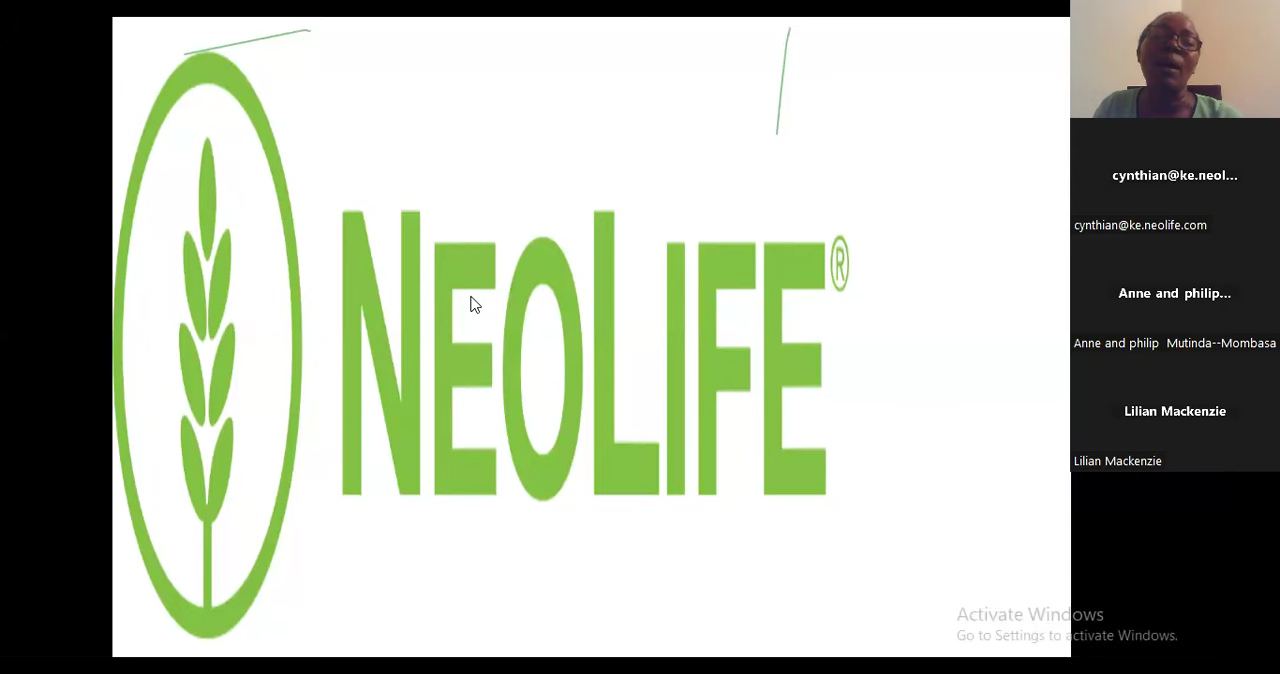 NEOLIFE®
cynthian@ke.neol...
cynthian@ke.neolife.com
Anne and philip...
Anne and philip Mutinda--Mombasa
Lilian Mackenzie
Lilian Mackenzie
Activate Windows
Go to Settings to activate Windows.